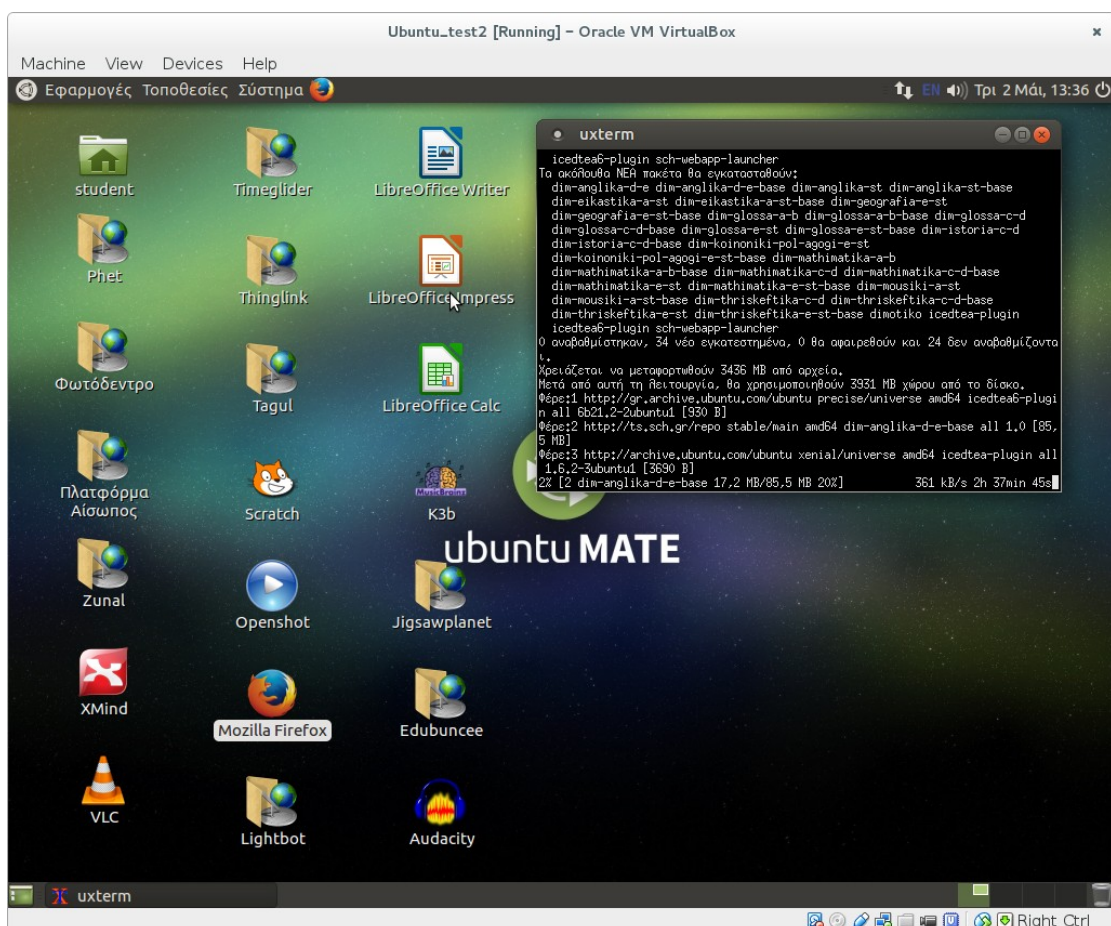 Ubuntu_test2 [Running] - Oracle VM VirtualBox
Machine View Devices Help
Εφαρμογές Τοποθεσίες Σύστημα
EN Τρι 2 Μάι, 13:36
student
Timeglider
LibreOffice Writer
Phet
Thinglink
LibreOffice Impress
Φωτόδεντρο
Tagul
LibreOffice Calc
Πλατφόρμα
Αίσωπος
Scratch
MusicBrainz
K3b
Zunal
Openshot
Jigsawplanet
XMind
Mozilla Firefox
Edubuncee
VLC
Lightbot
Audacity
ubuntu MATE
uxterm
icedtea6-plugin sch-webapp-launcher
Τα ακόλουθα ΝΕΑ πακέτα θα εγκατασταθούν:
dim-anglika-d-e dim-anglika-d-e-base dim-anglika-st dim-anglika-st-base
dim-eikastika-a-st dim-eikastika-a-st-base dim-geografia-e-st
dim-geografia-e-st-base dim-glossa-a-b dim-glossa-a-b-base dim-glossa-c-d
dim-glossa-c-d-base dim-glossa-e-st dim-glossa-e-st-base dim-istoria-c-d
dim-istoria-c-d-base dim-koinoniki-pol-agogi-e-st
dim-koinoniki-pol-agogi-e-st-base dim-mathimatika-a-b
dim-mathimatika-a-b-base dim-mathimatika-c-d dim-mathimatika-c-d-base
dim-mathimatika-e-st dim-mathimatika-e-st-base dim-mousiki-a-st
dim-mousiki-a-st-base dim-thriskeftika-c-d dim-thriskeftika-c-d-base
dim-thriskeftika-e-st dim-thriskeftika-e-st-base dimotiko icedtea-plugin
icedtea6-plugin sch-webapp-launcher
0 αναβαθμίστηκαν, 34 νέο εγκατεστημένα, 0 θα αφαιρεθούν και 24 δεν αναβαθμίζοντα
ι.
Χρειάζεται να μεταφορτωθούν 3436 MB από αρχεία.
Μετά από αυτή τη λειτουργία, θα χρησιμοποιηθούν 3931 MB χώρου από το δίσκο.
Φέρε:1 http://gr.archive.ubuntu.com/ubuntu precise/universe amd64 icedtea6-plugi
n all 6b21.2-2ubuntu1 [930 B]
Φέρε:2 http://ts.sch.gr/repo stable/main amd64 dim-anglika-d-e-base all 1.0 [85,
5 MB]
Φέρε:3 http://archive.ubuntu.com/ubuntu xenial/universe amd64 icedtea-plugin all
1.6.2-3ubuntu1 [3690 B]
2% [2 dim-anglika-d-e-base 17,2 MB/85,5 MB 20%] 361 kB/s 2h 37min 45s
uxterm
Right Ctrl